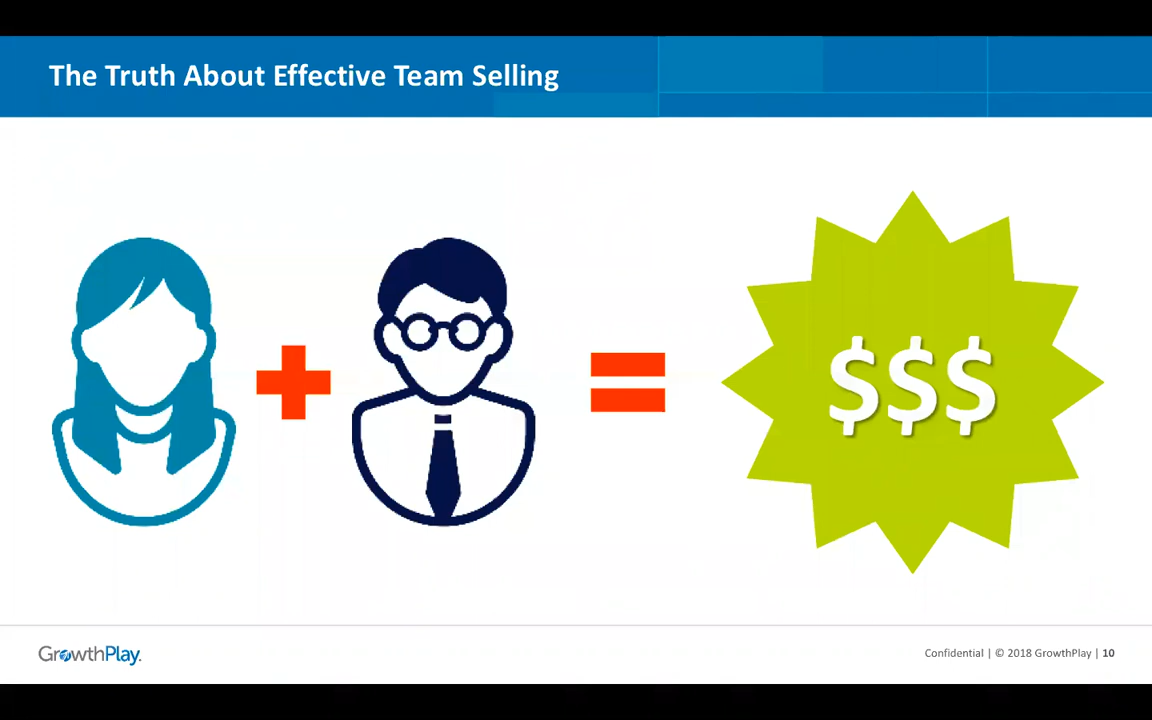 The Truth About Effective Team Selling
$$$
GrowthPlay.
Confidential | © 2018 GrowthPlay | 10